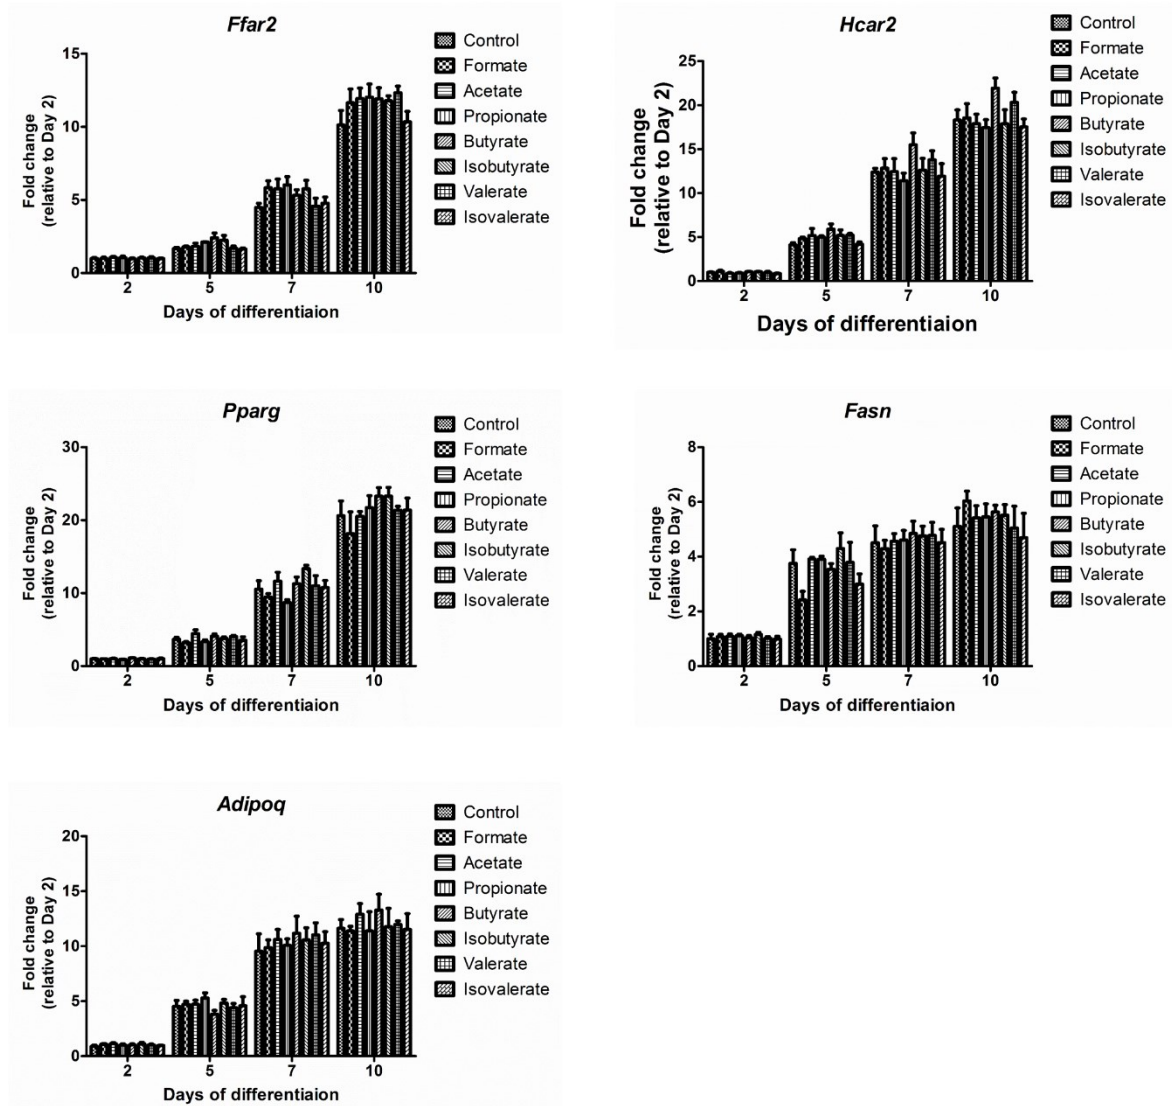 Ffar2
15
10
5
0
Fold change
(relative to Day 2)
2 5 7 10
Days of differentiaion
Control
Formate
Acetate
Propionate
Butyrate
Isobutyrate
Valerate
Isovalerate
Hcar2
25
20
15
10
5
0
Fold change
(relative to Day 2)
2 5 7 10
Days of differentiaion
Control
Formate
Acetate
Propionate
Butyrate
Isobutyrate
Valerate
Isovalerate
Pparg
30
20
10
0
Fold change
(relative to Day 2)
2 5 7 10
Days of differentiaion
Control
Formate
Acetate
Propionate
Butyrate
Isobutyrate
Valerate
Isovalerate
Fasn
8
6
4
2
0
Fold change
(relative to Day 2)
2 5 7 10
Days of differentiaion
Control
Formate
Acetate
Propionate
Butyrate
Isobutyrate
Valerate
Isovalerate
Adipoq
20
15
10
5
0
Fold change
(relative to Day 2)
2 5 7 10
Days of differentiaion
Control
Formate
Acetate
Propionate
Butyrate
Isobutyrate
Valerate
Isovalerate